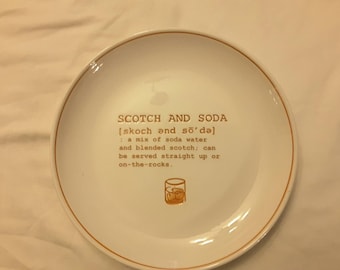 SCOTCH AND SODA
[skoch ənd sō'də]
: a mix of soda water
and blended scotch; can
be served straight up or
on-the-rocks.